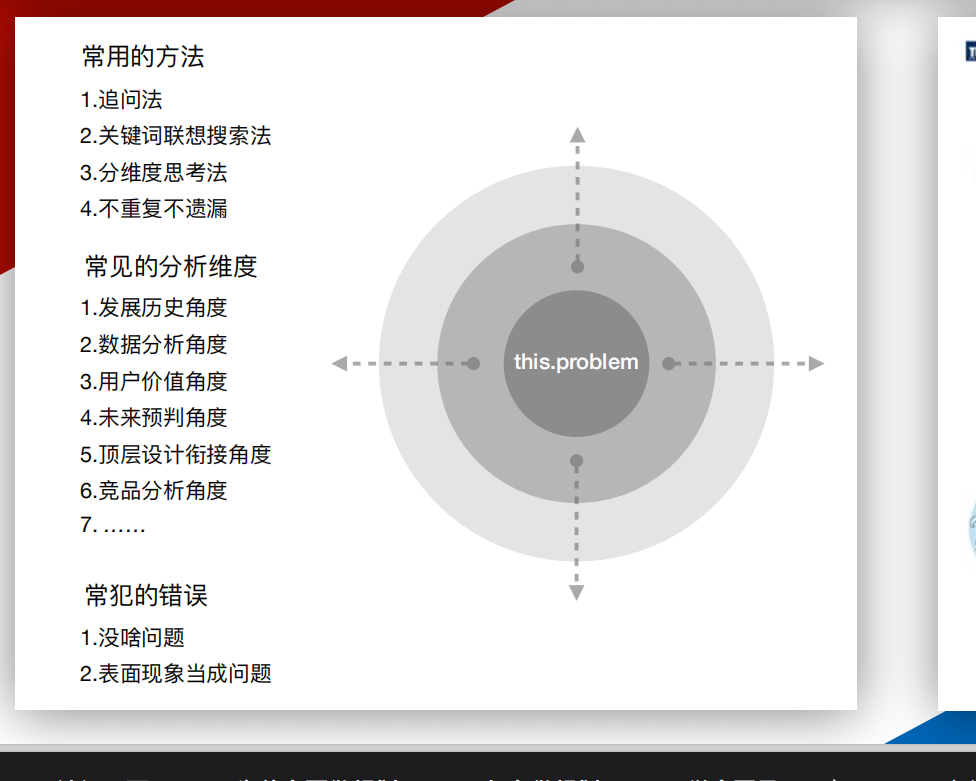 常用的方法
1.追问法
2.关键词联想搜索法
3.分维度思考法
4.不重复不遗漏
常见的分析维度
1.发展历史角度
2.数据分析角度
3.用户价值角度
4.未来预判角度
5.顶层设计衔接角度
6.竞品分析角度
7. ……
常犯的错误
1.没啥问题
2.表面现象当成问题
this.problem